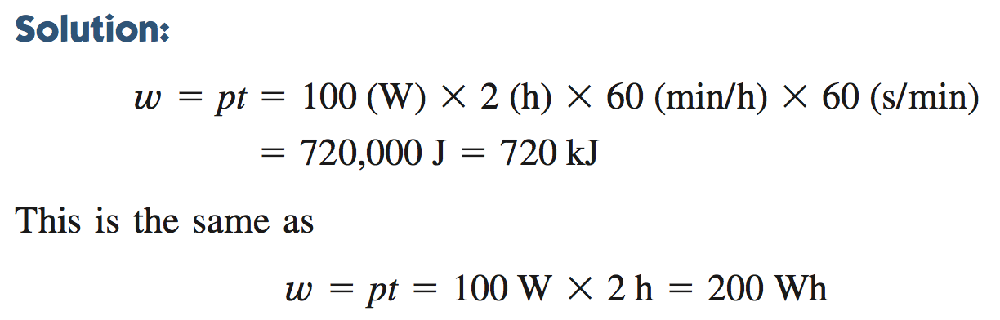 Solution:
w = pt = 100 (W) × 2 (h) × 60 (min/h) × 60 (s/min)
= 720,000 J = 720 kJ
This is the same as
w = pt = 100 W × 2 h = 200 Wh